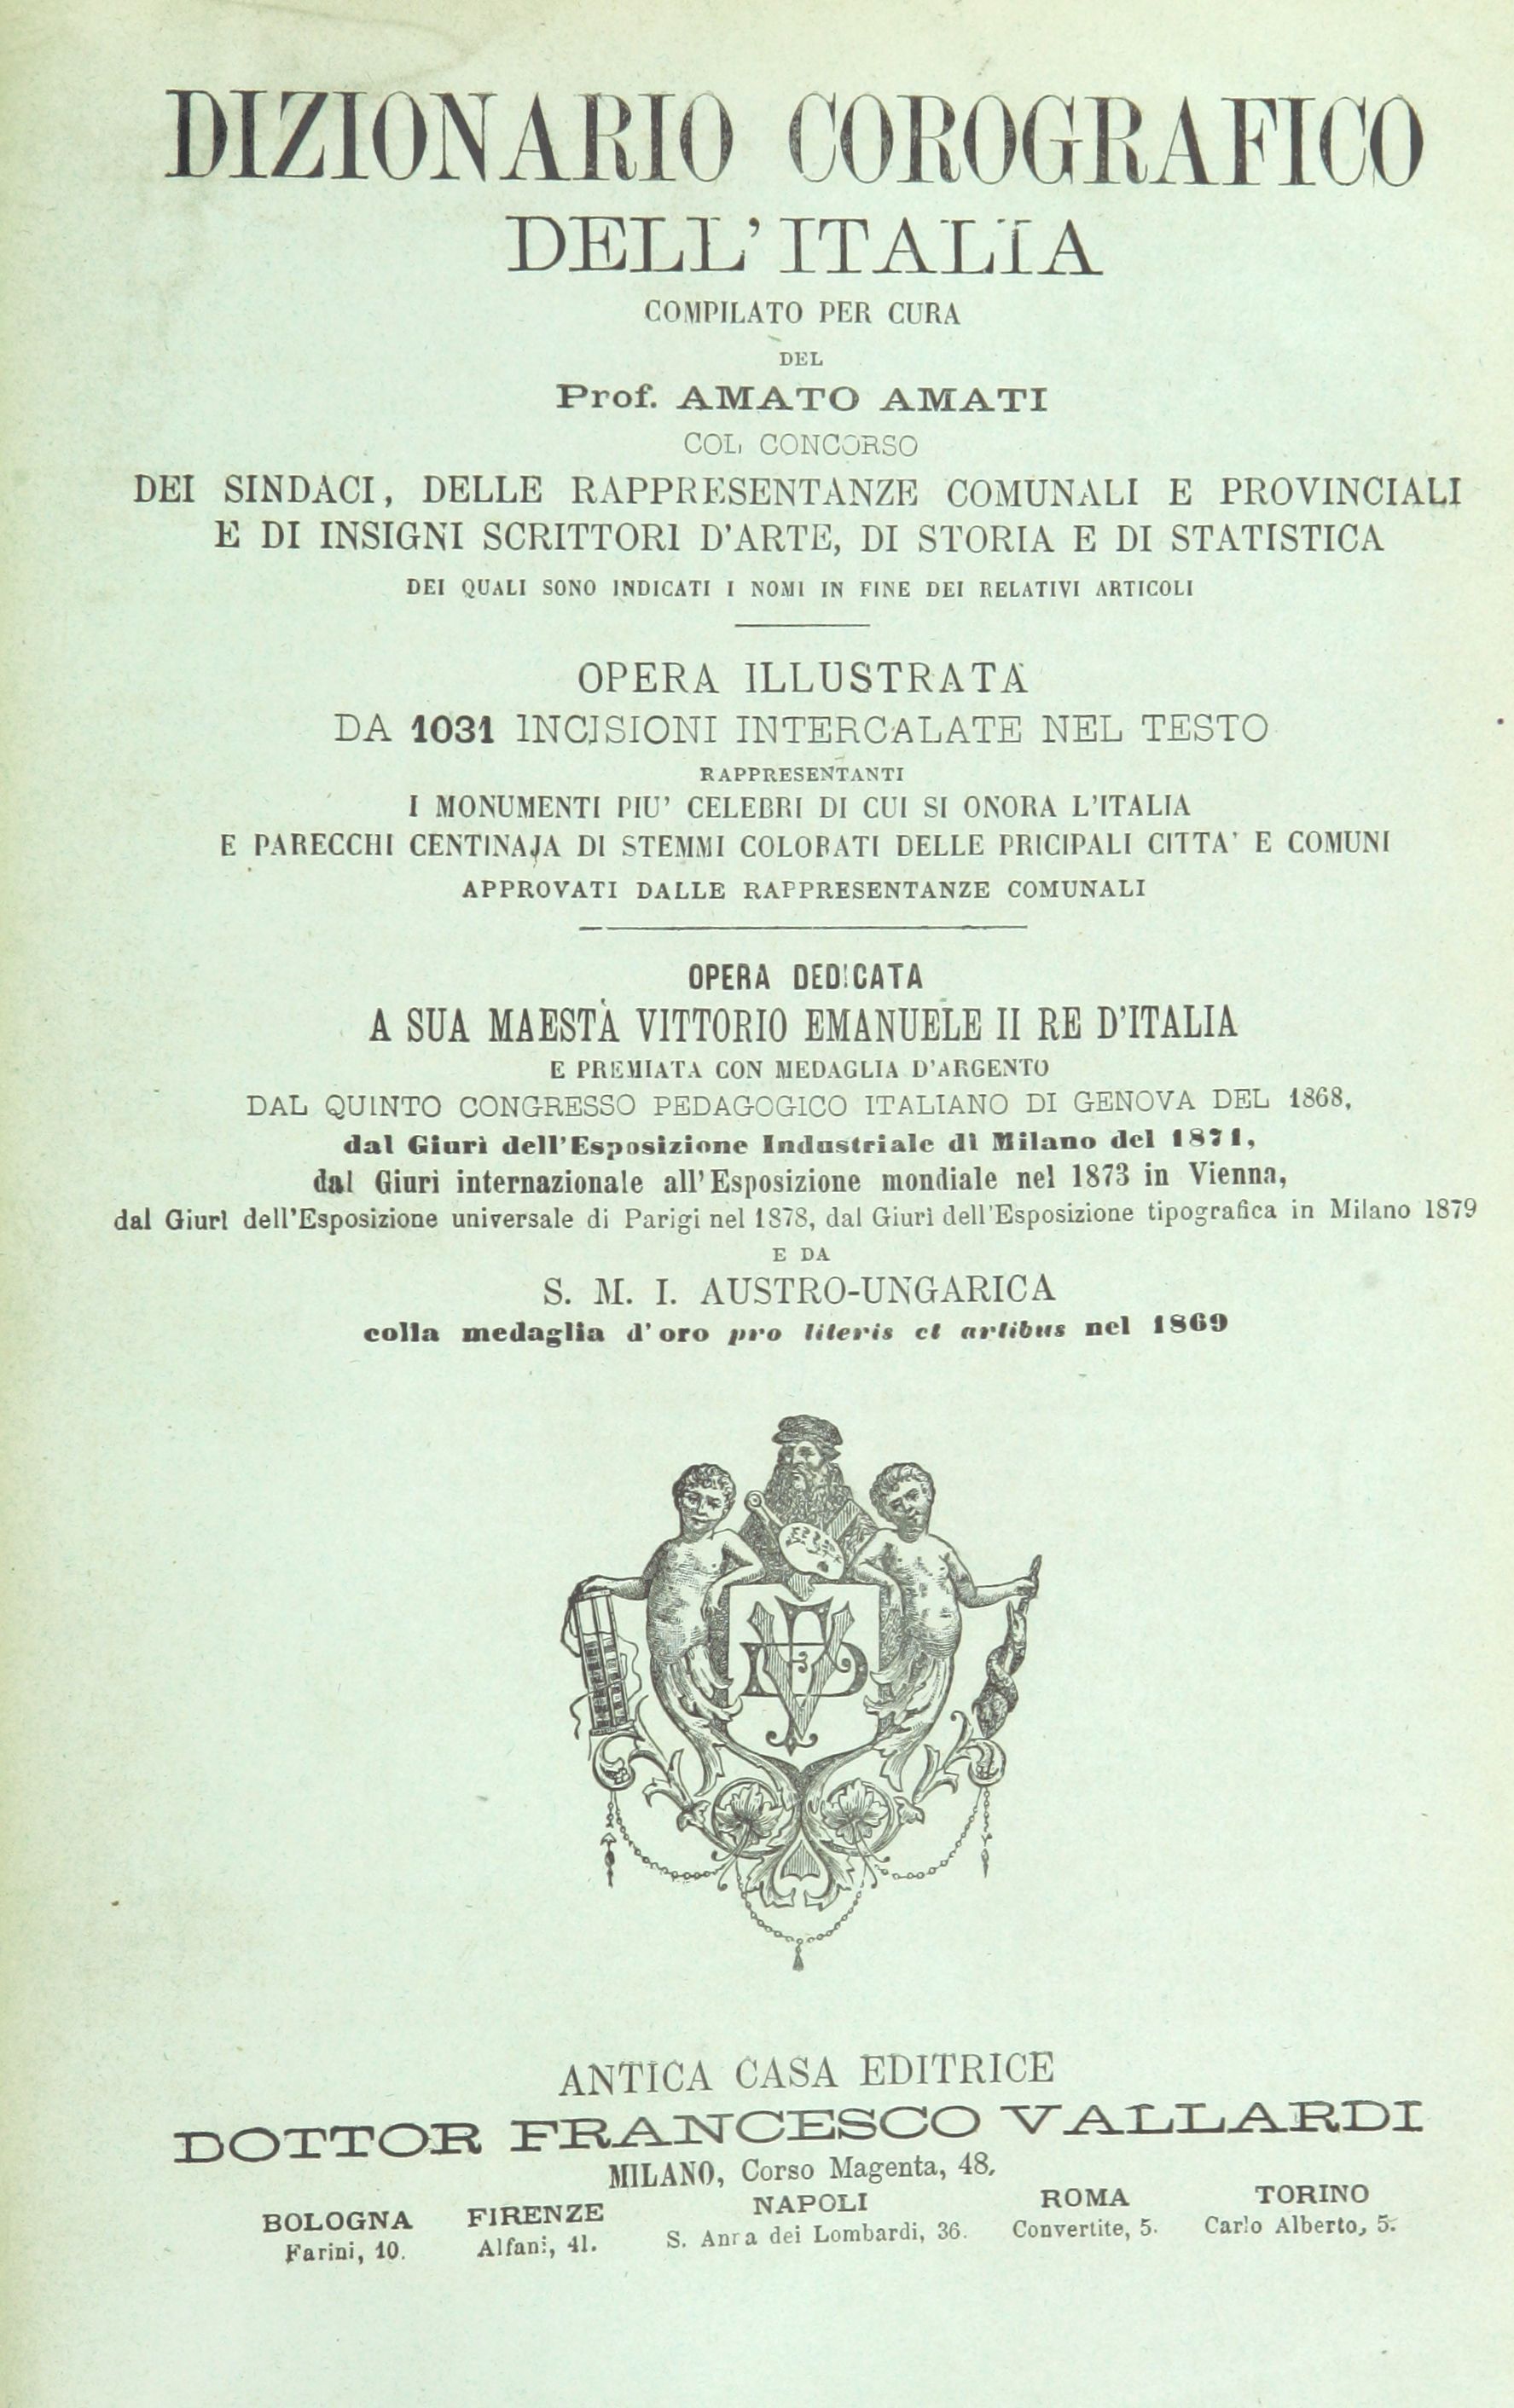 DIZIONARIO COROGRAFICO
DELL'ITALIA
COMPILATO PER CURA
DEL
Prof. AMATO AMATI
COL CONCORSO
DEI SINDACI, DELLE RAPPRESENTANZE COMUNALI E PROVINCIALI
E DI INSIGNI SCRITTORI D'ARTE, DI STORIA E DI STATISTICA
DEI QUALI SONO INDICATI I NOMI IN FINE DEI RELATIVI ARTICOLI
OPERA ILLUSTRATA
DA 1031 INCISIONI INTERCALATE NEL TESTO
RAPPRESENTANTI
I MONUMENTI PIU' CELEBRI DI CUI SI ONORA L'ITALIA
E PARECCHI CENTINAJA DI STEMMI COLORATI DELLE PRICIPALI CITTA' E COMUNI
APPROVATI DALLE RAPPRESENTANZE COMUNALI
OPERA DEDICATA
A SUA MAESTÀ VITTORIO EMANUELE II RE D'ITALIA
E PREMIATA CON MEDAGLIA D'ARGENTO
DAL QUINTO CONGRESSO PEDAGOGICO ITALIANO DI GENOVA DEL 1868,
dal Giurì dell'Esposizione Industriale di Milano del 1871,
dal Giurì internazionale all'Esposizione mondiale nel 1873 in Vienna,
dal Giurì dell'Esposizione universale di Parigi nel 1878, dal Giurì dell'Esposizione tipografica in Milano 1879
E DA
S. M. I. AUSTRO-UNGARICA
colla medaglia d'oro pro literis et artibus nel 1869
ANTICA CASA EDITRICE
DOTTOR FRANCESCO VALLARDI
MILANO, Corso Magenta, 48.
BOLOGNA FIRENZE NAPOLI ROMA TORINO
Farini, 10. Alfani, 41. S. Anna dei Lombardi, 36. Convertite, 5. Carlo Alberto, 5.